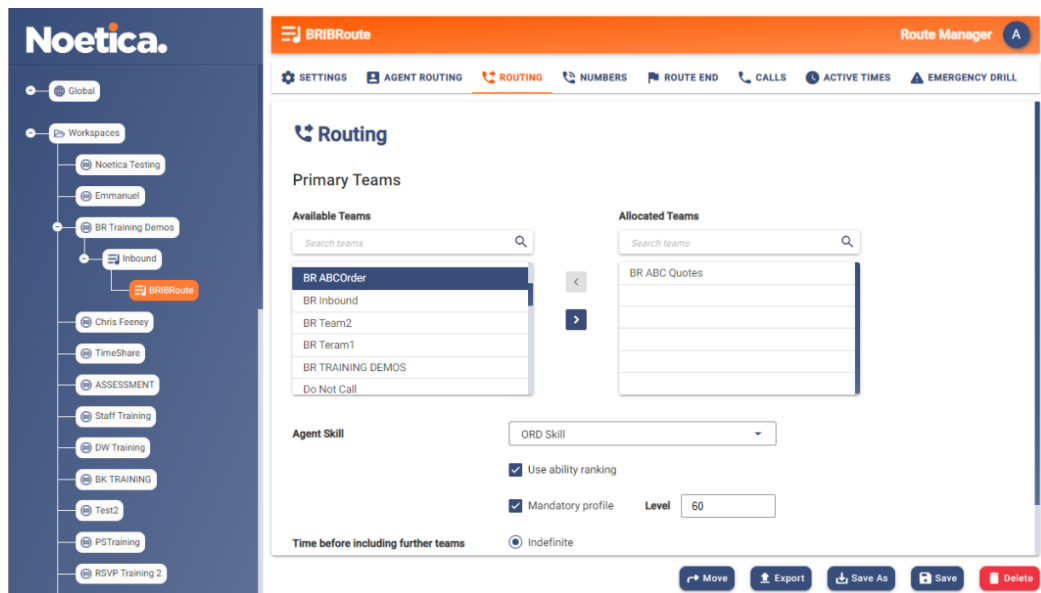 Noetica.
Global
Workspaces
Noetica Testing
Emmanuel
BR Training Demos
Inbound
BRIBRoute
Chris Feeney
TimeShare
ASSESSMENT
Staff Training
DW Training
BK TRAINING
Test2
PSTraining
RSVP Training 2
BRIBRoute
Route Manager A
SETTINGS AGENT ROUTING ROUTING NUMBERS ROUTE END CALLS ACTIVE TIMES EMERGENCY DRILL
Routing
Primary Teams
Available Teams Allocated Teams
Search teams Search teams
BR ABCOrder BR ABC Quotes
BR Inbound
BR Team2
BR Teram1
BR TRAINING DEMOS
Do Not Call
Agent Skill ORD Skill
Use ability ranking
Mandatory profile Level 60
Time before including further teams Indefinite
Move Export Save As Save Delete